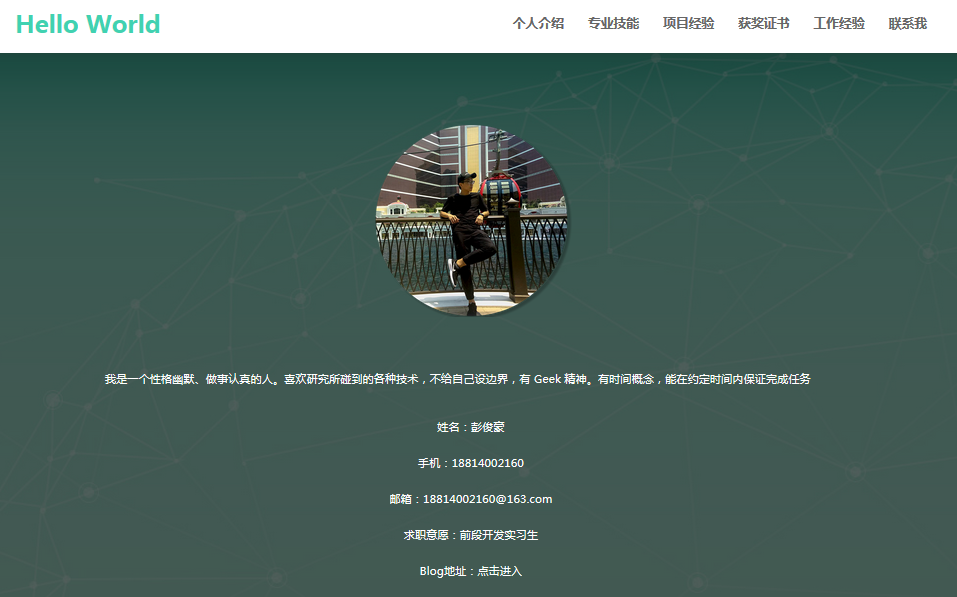 Hello World
个人介绍 专业技能 项目经验 获奖证书 工作经验 联系我
我是一个性格幽默、做事认真的人。喜欢研究所碰到的各种技术，不给自己设边界，有 Geek 精神。有时间概念，能在约定时间内保证完成任务
姓名：彭俊豪
手机：18814002160
邮箱：18814002160@163.com
求职意愿：前段开发实习生
Blog地址：点击进入